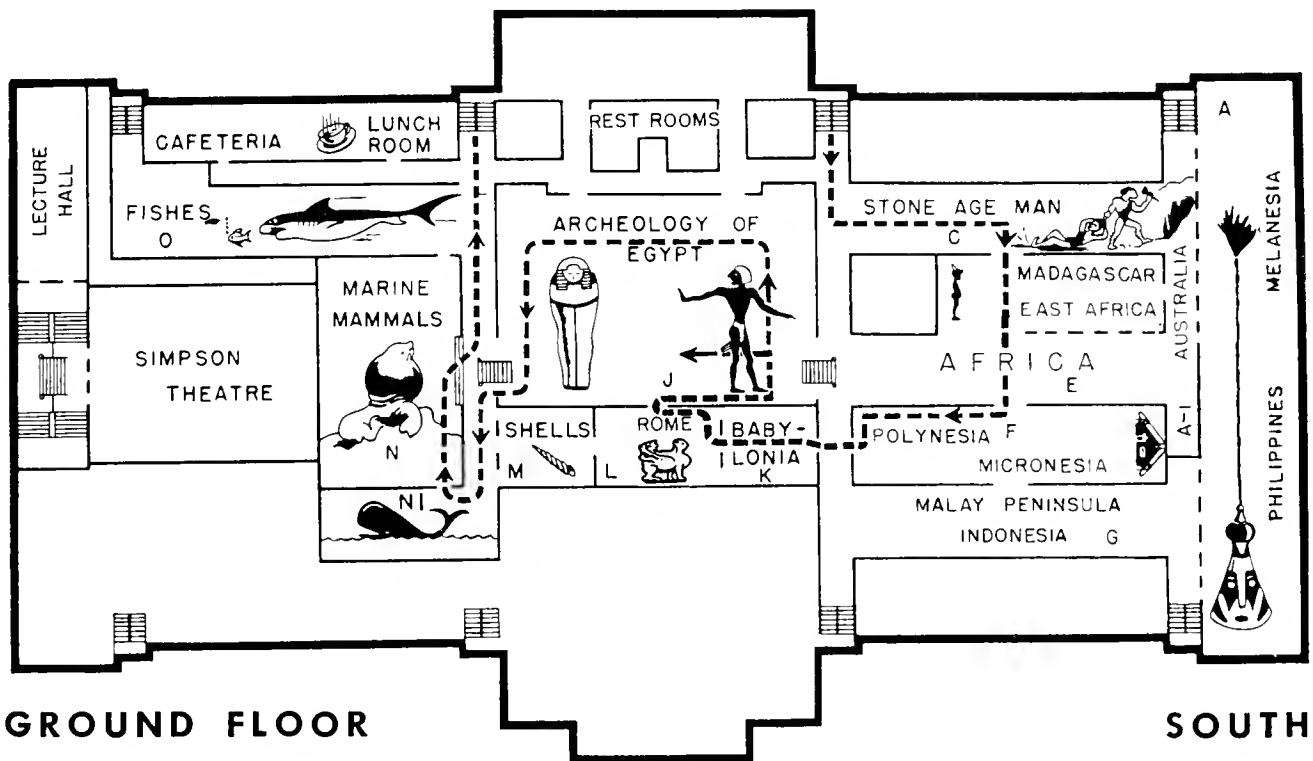 LECTURE HALL
CAFETERIA
LUNCH
ROOM
REST ROOMS
A
FISHES
O
ARCHEOLOGY OF
EGYPT
STONE AGE MAN
C
MADAGASCAR
EAST AFRICA
AUSTRALIA
MELANESIA
MARINE
MAMMALS
N
SIMPSON
THEATRE
J
AFRICA
E
SHELLS
M
ROME
L
BABY-
LONIA
K
POLYNESIA F
MICRONESIA
A-I
PHILIPPINES
NI
MALAY PENINSULA
INDONESIA G
GROUND FLOOR
SOUTH